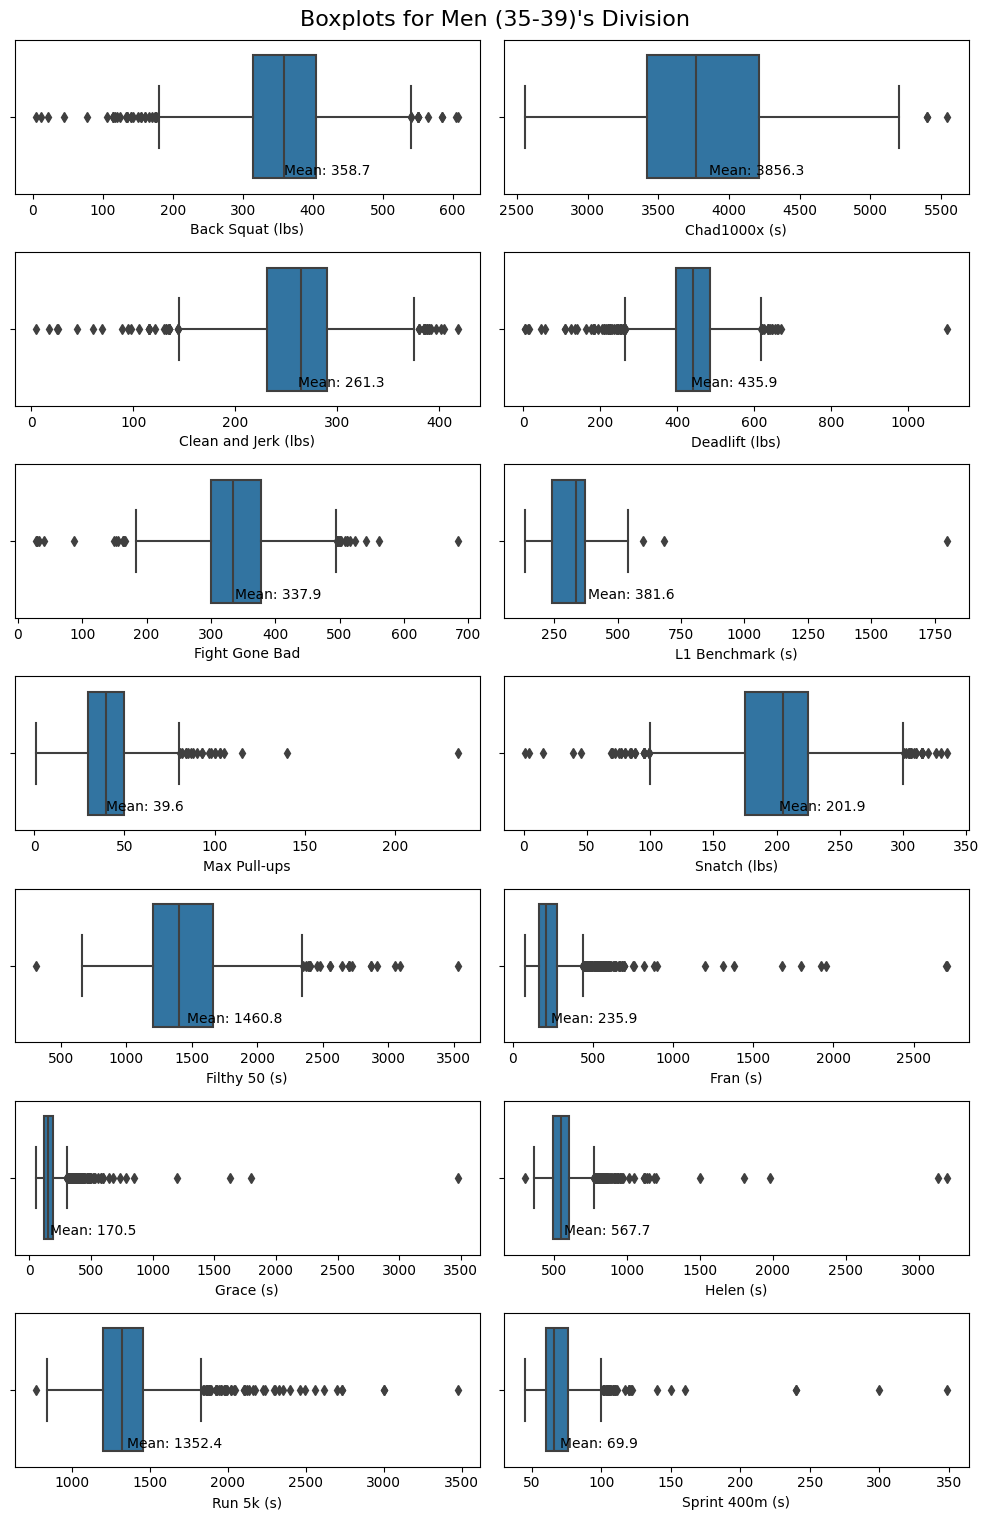 Boxplots for Men (35-39)'s Division
Mean: 358.7
0 100 200 300 400 500 600
Back Squat (lbs)
Mean: 3856.3
2500 3000 3500 4000 4500 5000 5500
Chad1000x (s)
Mean: 261.3
0 100 200 300 400
Clean and Jerk (lbs)
Mean: 435.9
0 200 400 600 800 1000
Deadlift (lbs)
Mean: 337.9
0 100 200 300 400 500 600 700
Fight Gone Bad
Mean: 381.6
250 500 750 1000 1250 1500 1750
L1 Benchmark (s)
Mean: 39.6
0 50 100 150 200
Max Pull-ups
Mean: 201.9
0 50 100 150 200 250 300 350
Snatch (lbs)
Mean: 1460.8
500 1000 1500 2000 2500 3000 3500
Filthy 50 (s)
Mean: 235.9
0 500 1000 1500 2000 2500
Fran (s)
Mean: 170.5
0 500 1000 1500 2000 2500 3000 3500
Grace (s)
Mean: 567.7
500 1000 1500 2000 2500 3000
Helen (s)
Mean: 1352.4
1000 1500 2000 2500 3000 3500
Run 5k (s)
Mean: 69.9
50 100 150 200 250 300 350
Sprint 400m (s)